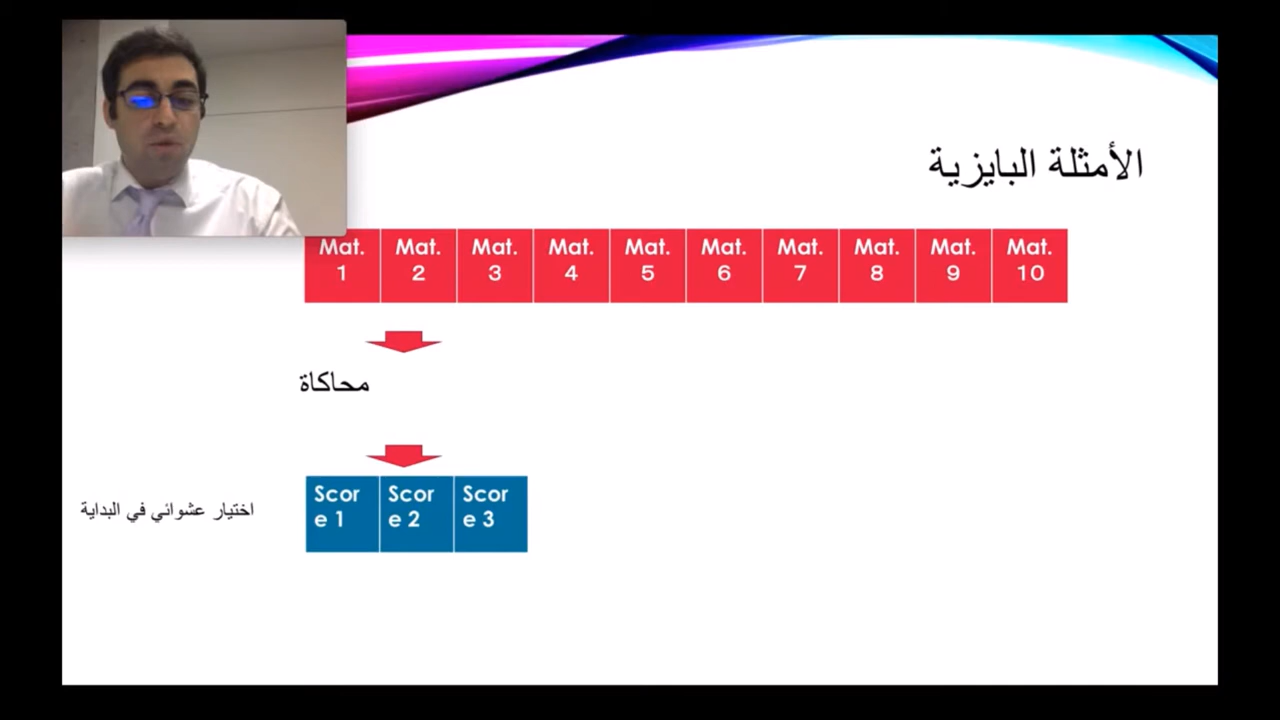 الأمثلة البايزية
Mat. 1
Mat. 2
Mat. 3
Mat. 4
Mat. 5
Mat. 6
Mat. 7
Mat. 8
Mat. 9
Mat. 10
محاكاة
اختيار عشوائي في البداية
Scor
e 1
Scor
e 2
Scor
e 3